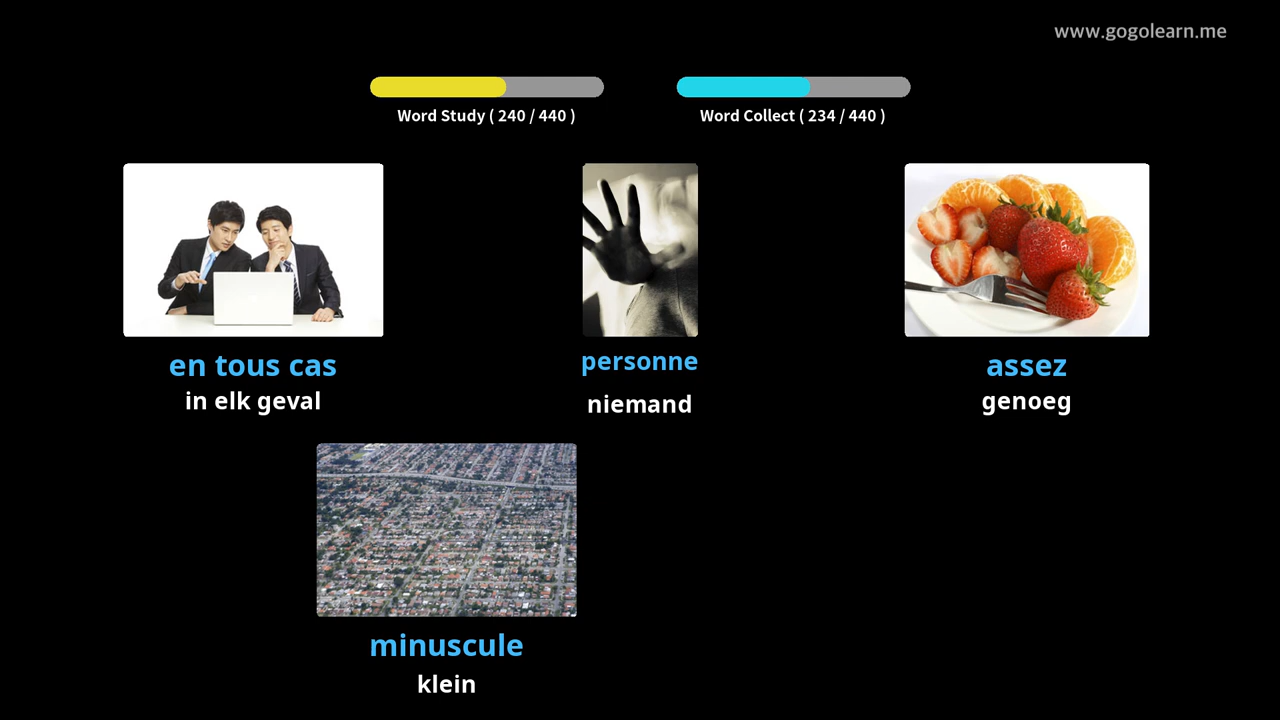 www.gogolearn.me
Word Study ( 240 / 440 )
Word Collect ( 234 / 440 )
en tous cas
in elk geval
personne
niemand
assez
genoeg
minuscule
klein